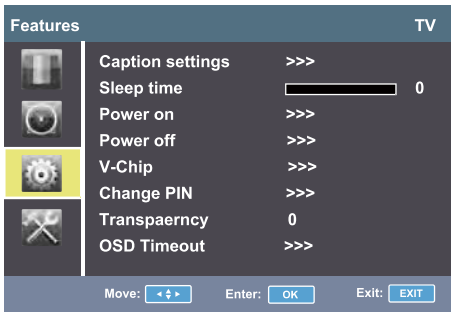 Features TV
Caption settings >>>
Sleep time 0
Power on >>>
Power off >>>
V-Chip >>>
Change PIN >>>
Transpaerncy 0
OSD Timeout >>>
Move: Enter: OK Exit: EXIT